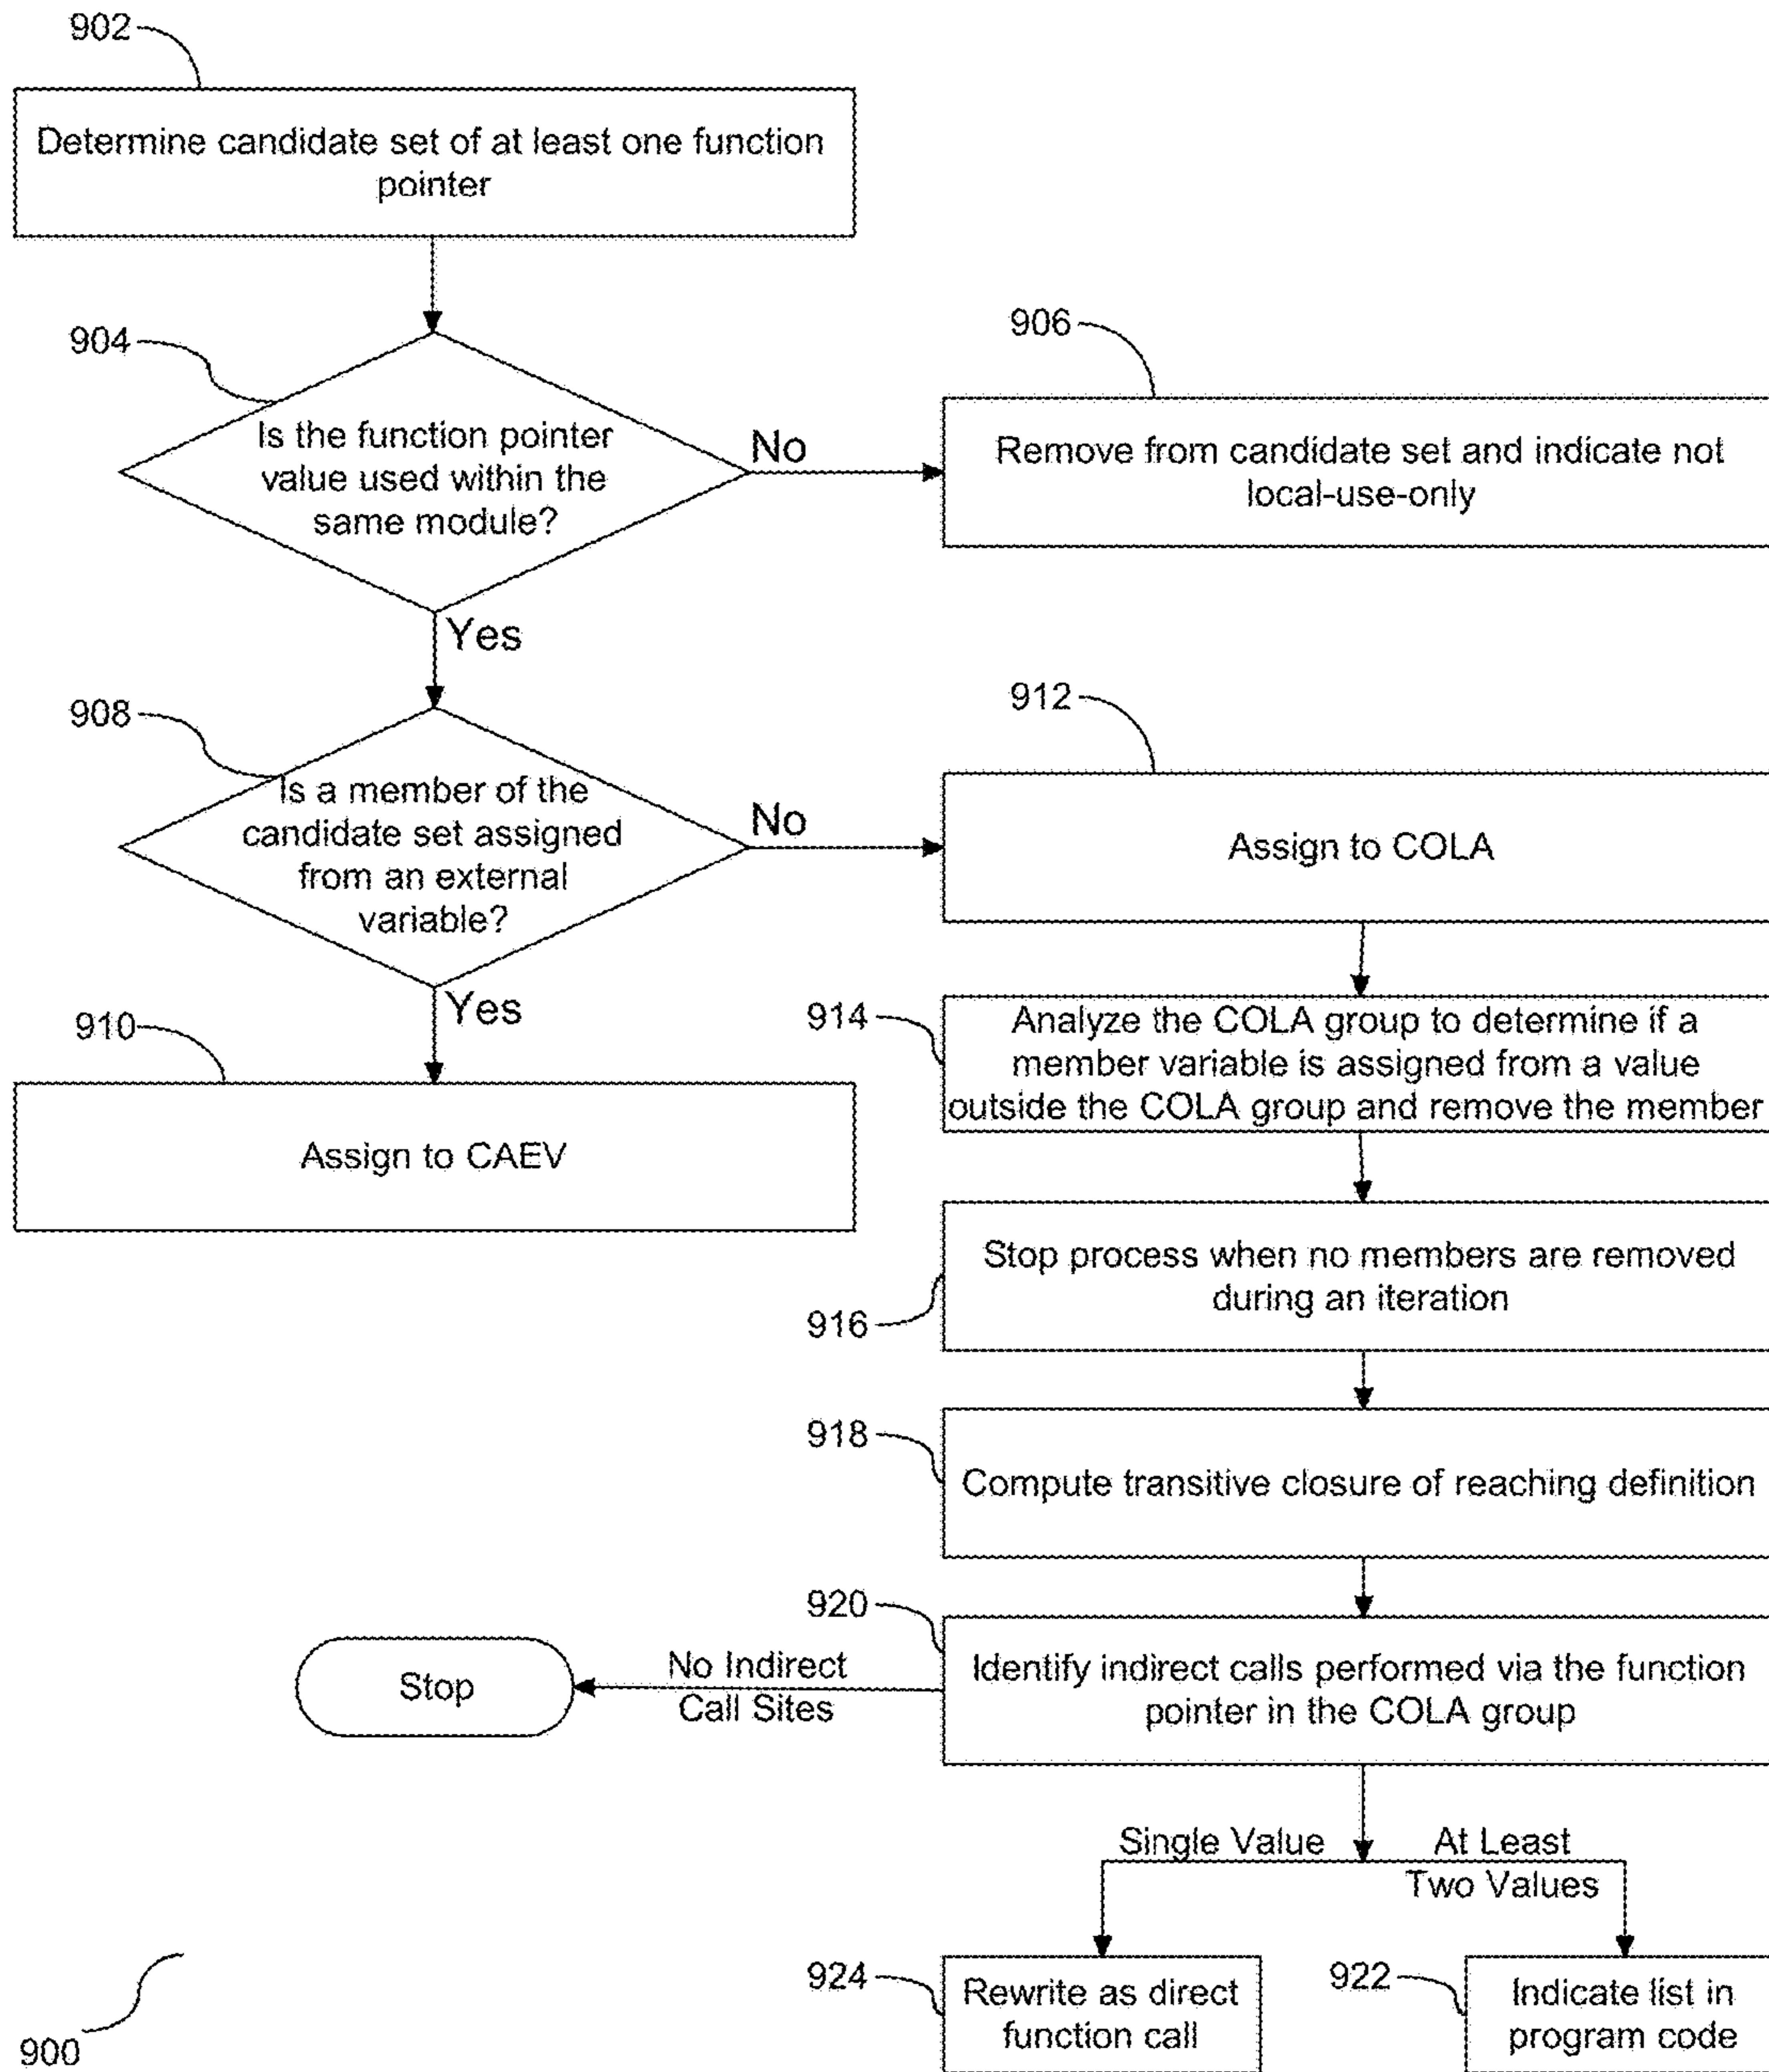 902
Determine candidate set of at least one function
pointer
904
Is the function pointer
value used within the
same module?
No
906
Remove from candidate set and indicate not
local-use-only
Yes
908
Is a member of the
candidate set assigned
from an external
variable?
No
912
Assign to COLA
Yes
910
Assign to CAEV
914
Analyze the COLA group to determine if a
member variable is assigned from a value
outside the COLA group and remove the member
916
Stop process when no members are removed
during an iteration
918
Compute transitive closure of reaching definition
920
Identify indirect calls performed via the function
pointer in the COLA group
No Indirect
Call Sites
Stop
Single Value
At Least
Two Values
924
Rewrite as direct
function call
922
Indicate list in
program code
900